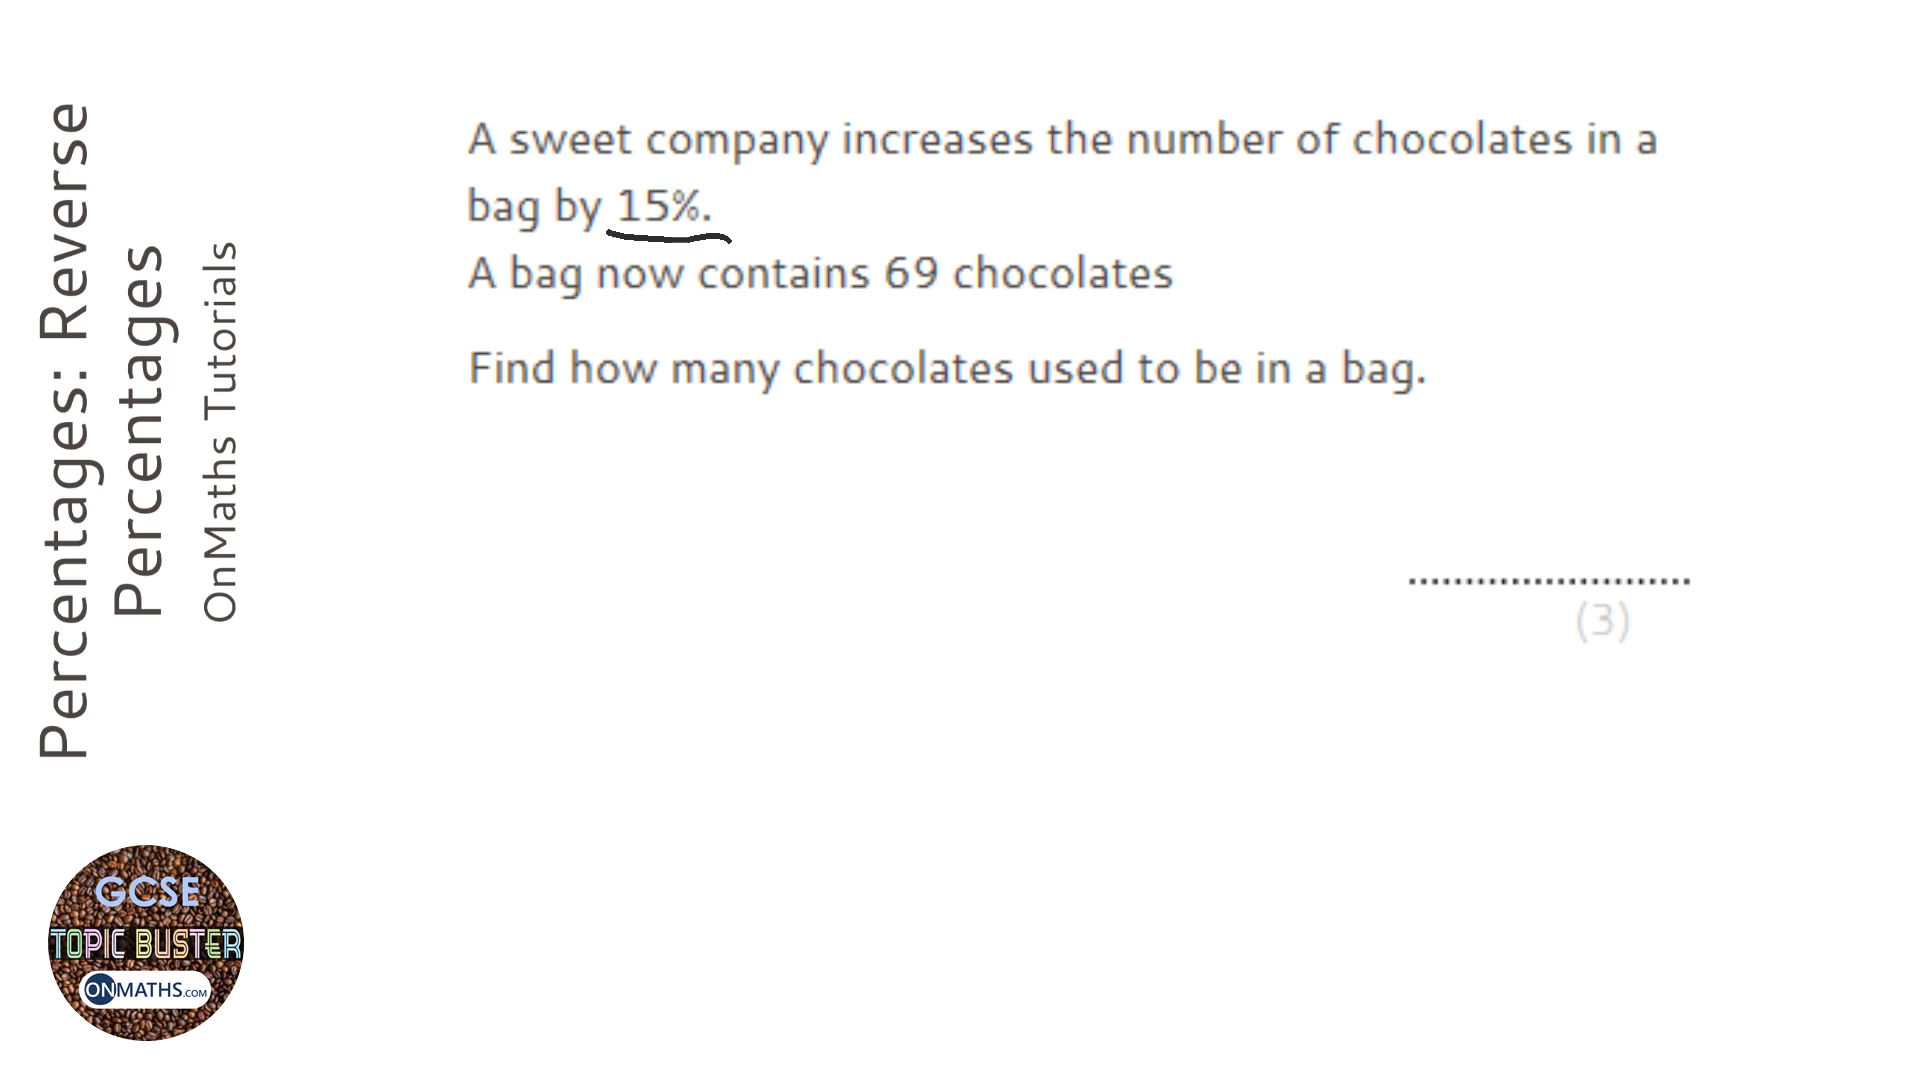 Percentages: Reverse
Percentages
OnMaths Tutorials
A sweet company increases the number of chocolates in a
bag by 15%.
A bag now contains 69 chocolates
Find how many chocolates used to be in a bag.
..........................
(3)
GCSE
TOPIC BUSTER
ONMATHS.COM